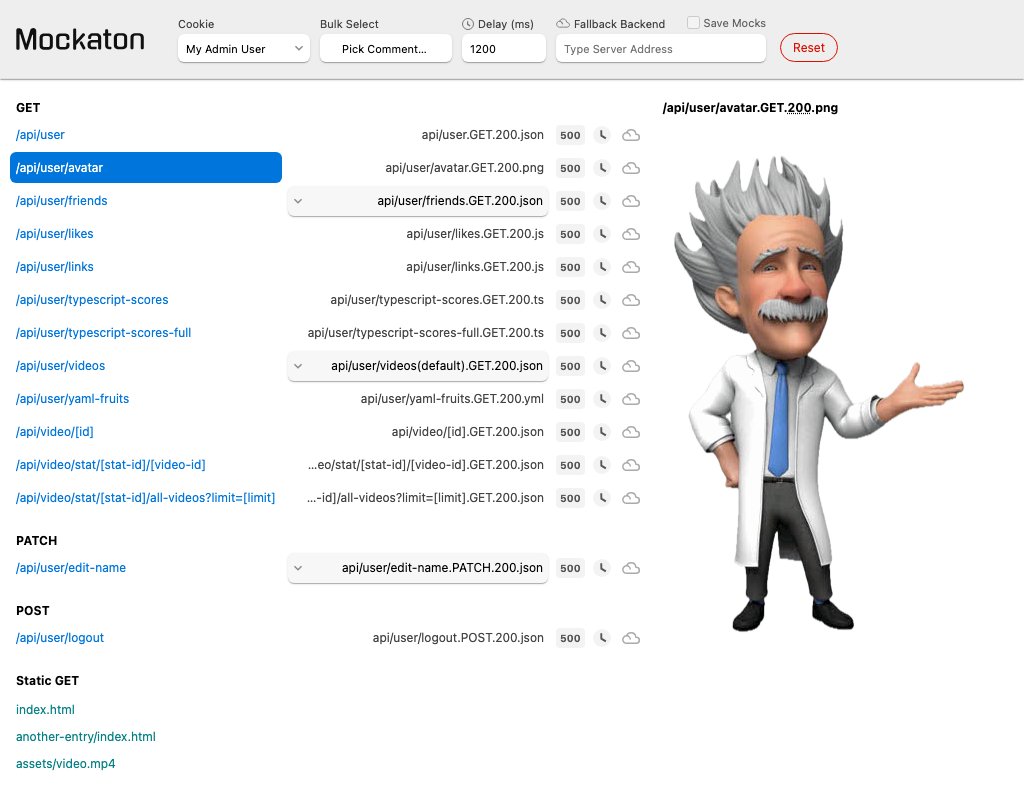 Mockaton
Cookie
My Admin User
Bulk Select
Pick Comment...
Delay (ms)
1200
Fallback Backend
Save Mocks
Type Server Address
Reset
GET
/api/user api/user.GET.200.json 500
/api/user/avatar api/user/avatar.GET.200.png 500
/api/user/friends api/user/friends.GET.200.json 500
/api/user/likes api/user/likes.GET.200.js 500
/api/user/links api/user/links.GET.200.js 500
/api/user/typescript-scores api/user/typescript-scores.GET.200.ts 500
/api/user/typescript-scores-full api/user/typescript-scores-full.GET.200.ts 500
/api/user/videos api/user/videos(default).GET.200.json 500
/api/user/yaml-fruits api/user/yaml-fruits.GET.200.yml 500
/api/video/[id] api/video/[id].GET.200.json 500
/api/video/stat/[stat-id]/[video-id] ...eo/stat/[stat-id]/[video-id].GET.200.json 500
/api/video/stat/[stat-id]/all-videos?limit=[limit] ...-id]/all-videos?limit=[limit].GET.200.json 500
PATCH
/api/user/edit-name api/user/edit-name.PATCH.200.json 500
POST
/api/user/logout api/user/logout.POST.200.json 500
Static GET
index.html
another-entry/index.html
assets/video.mp4
/api/user/avatar.GET.200.png